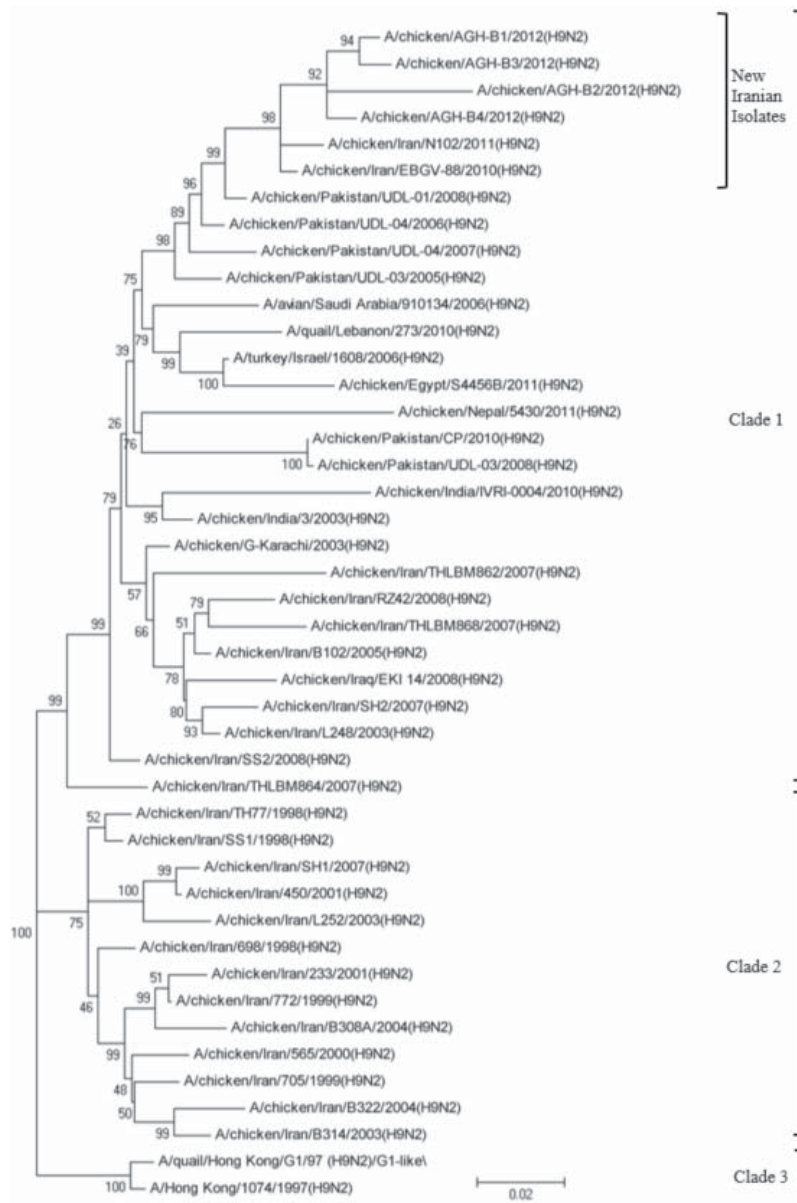 94
A/chicken/AGH-B1/2012(H9N2)
A/chicken/AGH-B3/2012(H9N2)
92
A/chicken/AGH-B2/2012(H9N2)
New
Iranian
Isolates
98
A/chicken/AGH-B4/2012(H9N2)
A/chicken/Iran/N102/2011(H9N2)
99
A/chicken/Iran/EBGV-88/2010(H9N2)
96
A/chicken/Pakistan/UDL-01/2008(H9N2)
89
A/chicken/Pakistan/UDL-04/2006(H9N2)
98
A/chicken/Pakistan/UDL-04/2007(H9N2)
75
A/chicken/Pakistan/UDL-03/2005(H9N2)
A/avian/Saudi Arabia/910134/2006(H9N2)
79
A/quail/Lebanon/273/2010(H9N2)
39
99
A/turkey/Israel/1608/2006(H9N2)
100
A/chicken/Egypt/S4456B/2011(H9N2)
26
A/chicken/Nepal/5430/2011(H9N2)
Clade 1
76
A/chicken/Pakistan/CP/2010(H9N2)
100
A/chicken/Pakistan/UDL-03/2008(H9N2)
79
A/chicken/India/IVRI-0004/2010(H9N2)
95
A/chicken/India/3/2003(H9N2)
A/chicken/G-Karachi/2003(H9N2)
57
A/chicken/Iran/THLBM862/2007(H9N2)
79
A/chicken/Iran/RZ42/2008(H9N2)
99
66
51
A/chicken/Iran/THLBM868/2007(H9N2)
A/chicken/Iran/B102/2005(H9N2)
78
A/chicken/Iraq/EKI 14/2008(H9N2)
99
80
A/chicken/Iran/SH2/2007(H9N2)
93
A/chicken/Iran/L248/2003(H9N2)
A/chicken/Iran/SS2/2008(H9N2)
A/chicken/Iran/THLBM864/2007(H9N2)
52
A/chicken/Iran/TH77/1998(H9N2)
A/chicken/Iran/SS1/1998(H9N2)
99
A/chicken/Iran/SH1/2007(H9N2)
100
A/chicken/Iran/450/2001(H9N2)
100
75
A/chicken/Iran/L252/2003(H9N2)
A/chicken/Iran/698/1998(H9N2)
Clade 2
51
A/chicken/Iran/233/2001(H9N2)
46
99
A/chicken/Iran/772/1999(H9N2)
A/chicken/Iran/B308A/2004(H9N2)
99
A/chicken/Iran/565/2000(H9N2)
48
A/chicken/Iran/705/1999(H9N2)
50
A/chicken/Iran/B322/2004(H9N2)
99
A/chicken/Iran/B314/2003(H9N2)
A/quail/Hong Kong/G1/97 (H9N2)/G1-like\
100
A/Hong Kong/1074/1997(H9N2)
0.02
Clade 3